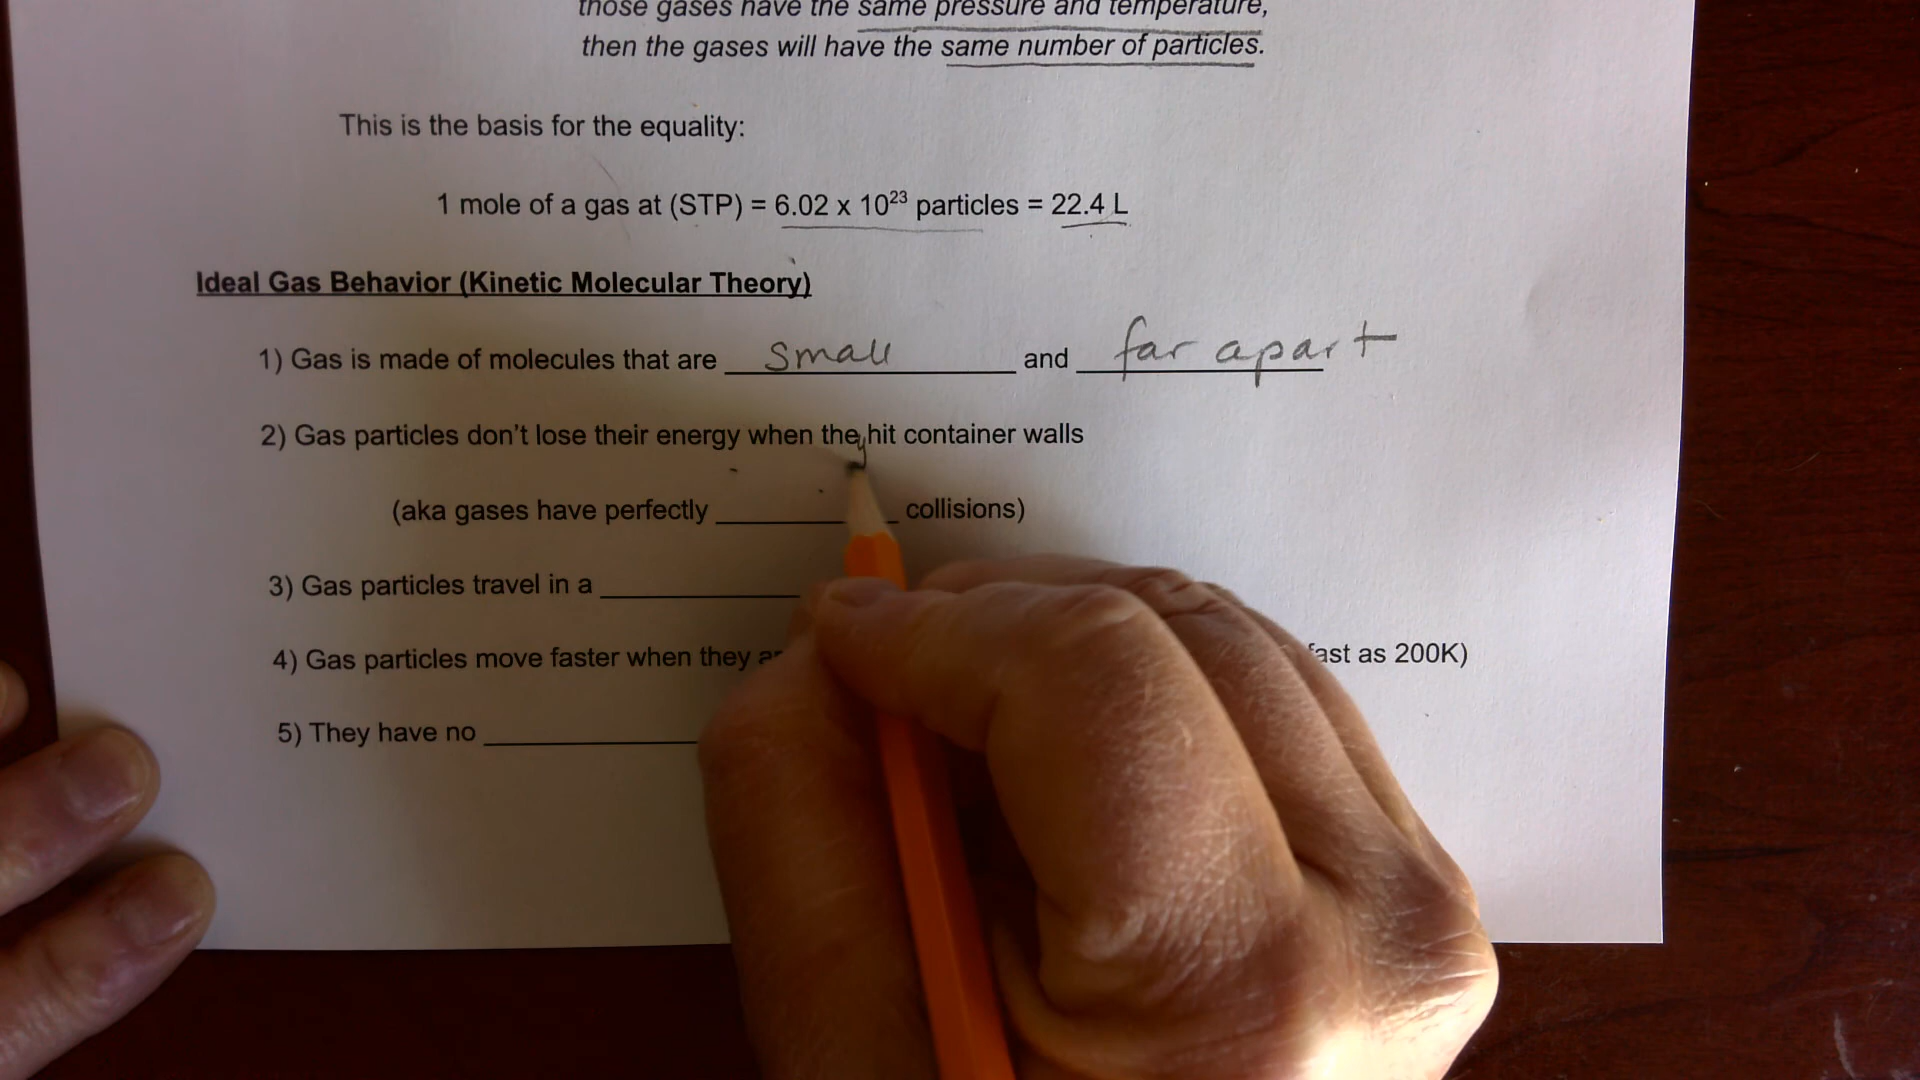 those gases have the same pressure and temperature,
then the gases will have the same number of particles.
This is the basis for the equality:
1 mole of a gas at (STP) = 6.02 x 10²³ particles = 22.4 L
Ideal Gas Behavior (Kinetic Molecular Theory)
1) Gas is made of molecules that are small and far apart
2) Gas particles don't lose their energy when they hit container walls
(aka gases have perfectly __________ collisions)
3) Gas particles travel in a __________
4) Gas particles move faster when they fast as 200K)
5) They have no __________